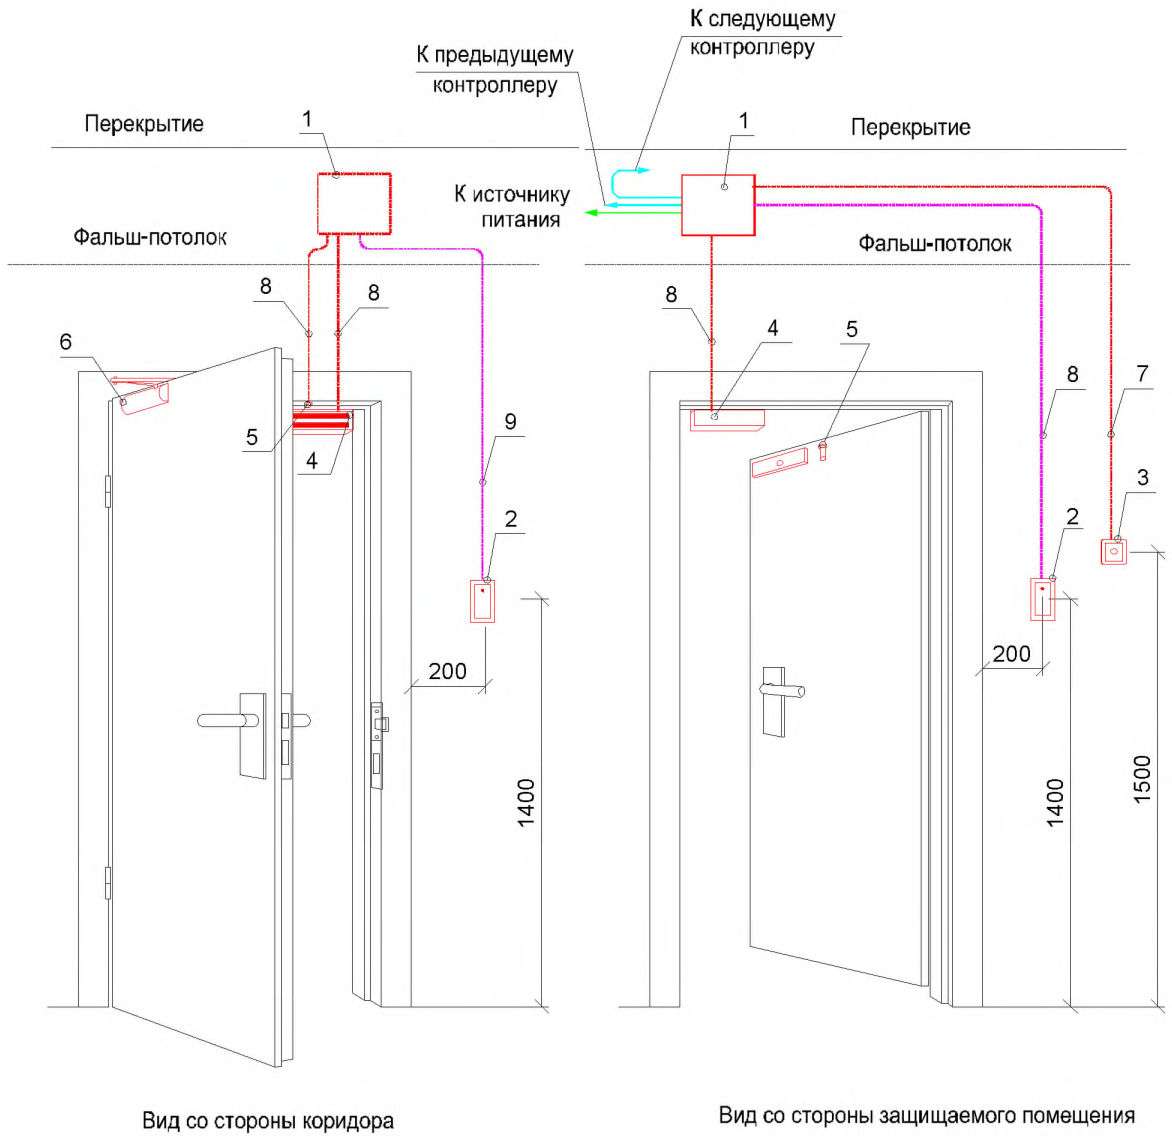 К следующему
контроллеру
К предыдущему
контроллеру
Перекрытие
1
1
Перекрытие
К источнику
питания
Фальш-потолок
Фальш-потолок
8
8
8
4
5
6
8
7
5
4
9
3
2
2
200
200
1400
1400
1500
Вид со стороны коридора
Вид со стороны защищаемого помещения